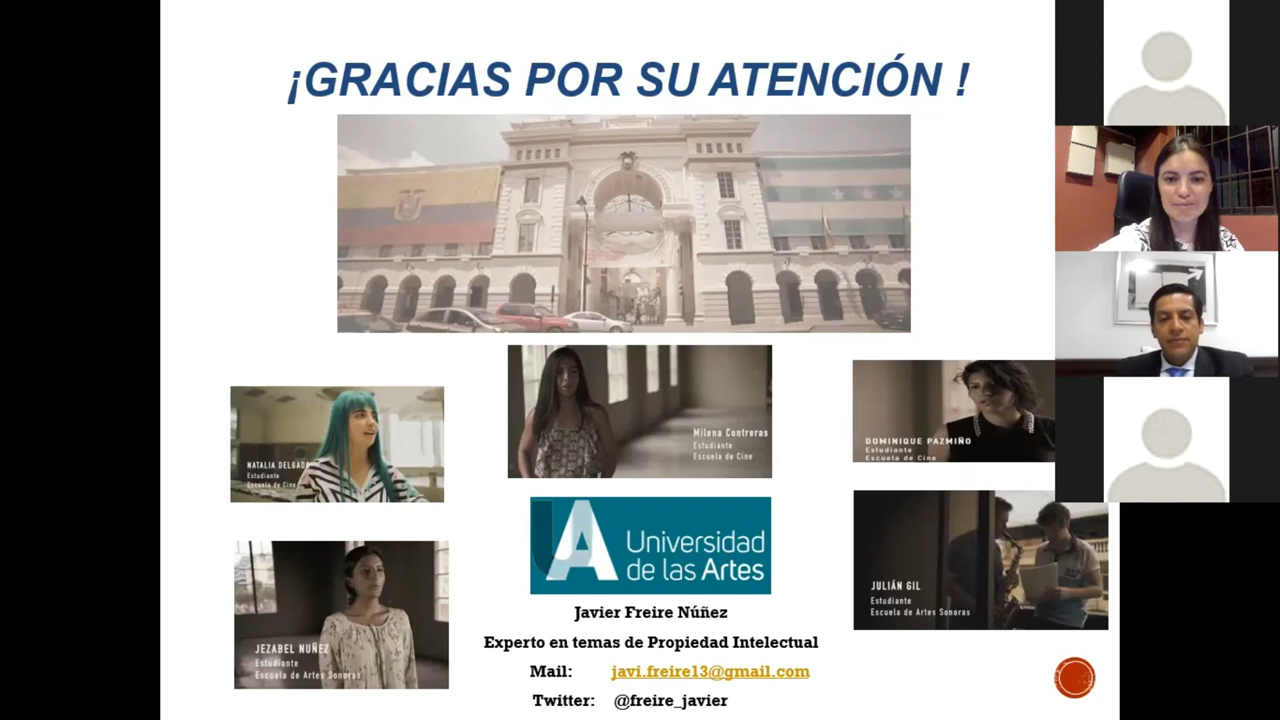 ¡GRACIAS POR SU ATENCIÓN !
NATALIA DELGADO
Estudiante
Escuela de Cine
Milena Contreras
Estudiante
Escuela de Cine
DOMINIQUE PAZMIÑO
Estudiante
Escuela de Cine
UA Universidad
de las Artes
JEZABEL NUÑEZ
Estudiante
Escuela de Artes Sonoras
JULIÁN GIL
Estudiante
Escuela de Artes Sonoras
Javier Freire Núñez
Experto en temas de Propiedad Intelectual
Mail: javi.freire13@gmail.com
Twitter: @freire_javier